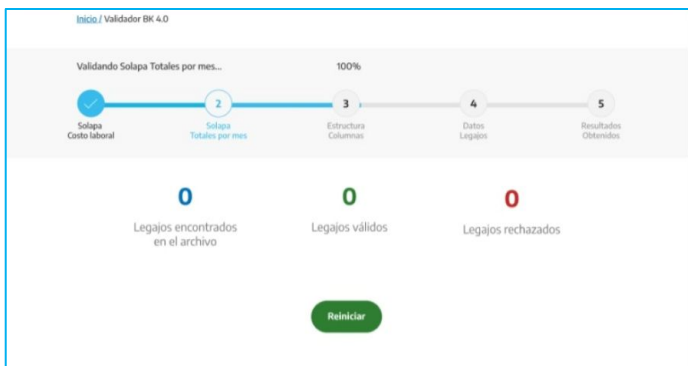 Inicio / Validador BK 4.0
Validando Solapa Totales por mes... 100%
2 3 4 5
Solapa Solapa Estructura Datos Resultados
Costo laboral Totales por mes Columnas Legajos Obtenidos
0 0 0
Legajos encontrados Legajos válidos Legajos rechazados
en el archivo
Reiniciar